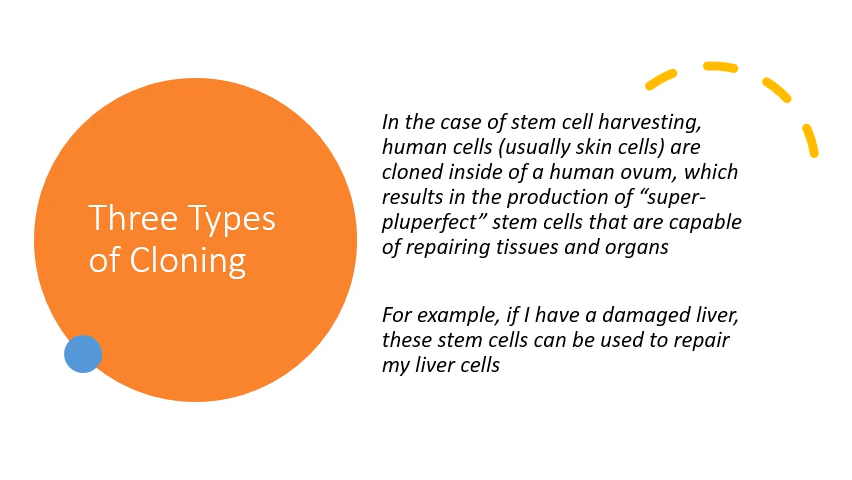 Three Types
of Cloning
In the case of stem cell harvesting,
human cells (usually skin cells) are
cloned inside of a human ovum, which
results in the production of “super-
pluperfect” stem cells that are capable
of repairing tissues and organs
For example, if I have a damaged liver,
these stem cells can be used to repair
my liver cells